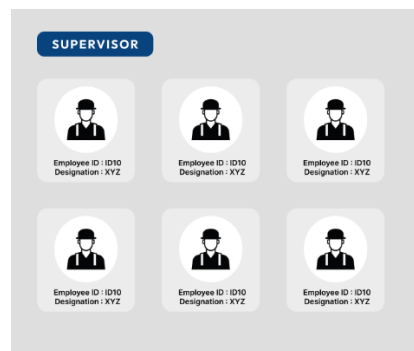 SUPERVISOR
Employee ID : ID10
Designation : XYZ
Employee ID : ID10
Designation : XYZ
Employee ID : ID10
Designation : XYZ
Employee ID : ID10
Designation : XYZ
Employee ID : ID10
Designation : XYZ
Employee ID : ID10
Designation : XYZ